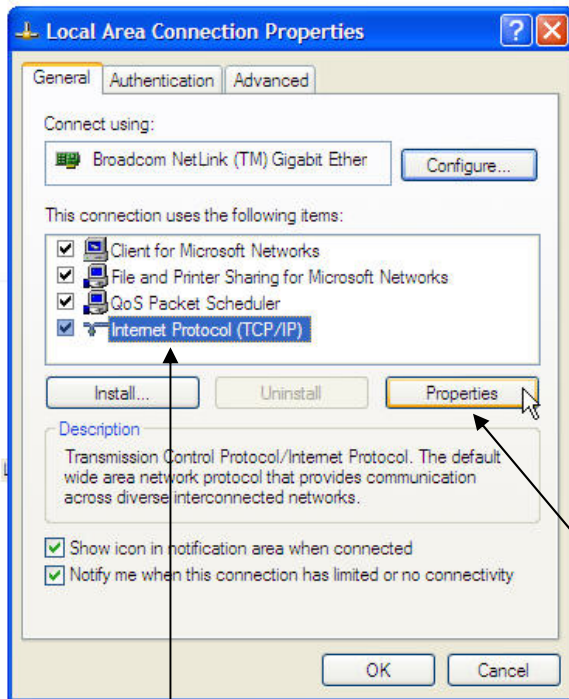 Local Area Connection Properties
General Authentication Advanced
Connect using:
Broadcom NetLink (TM) Gigabit Ether Configure...
This connection uses the following items:
Client for Microsoft Networks
File and Printer Sharing for Microsoft Networks
QoS Packet Scheduler
Internet Protocol (TCP/IP)
Install... Uninstall Properties
Description
Transmission Control Protocol/Internet Protocol. The default
wide area network protocol that provides communication
across diverse interconnected networks.
Show icon in notification area when connected
Notify me when this connection has limited or no connectivity
OK Cancel